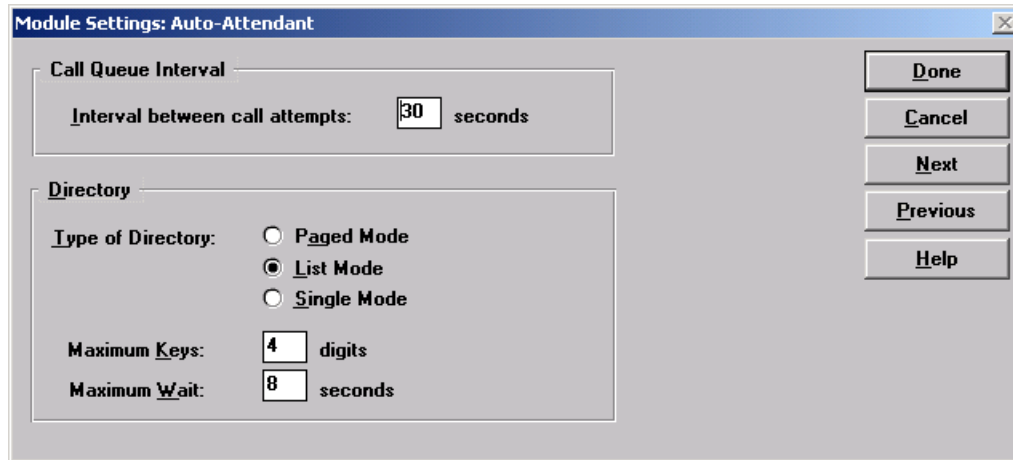 Module Settings: Auto-Attendant
Call Queue Interval
Interval between call attempts: 30 seconds
Directory
Type of Directory:
Paged Mode
List Mode
Single Mode
Maximum Keys: 4 digits
Maximum Wait: 8 seconds
Done
Cancel
Next
Previous
Help